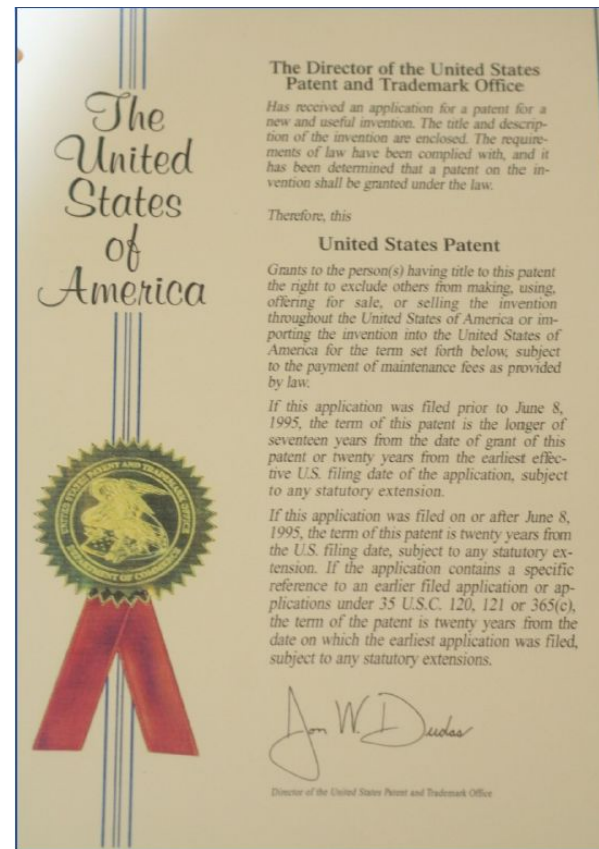 The
United
States
of
America
The Director of the United States
Patent and Trademark Office
Has received an application for a patent for a
new and useful invention. The title and descrip-
tion of the invention are enclosed. The require-
ments of law have been complied with, and it
has been determined that a patent on the in-
vention shall be granted under the law.
Therefore, this
United States Patent
Grants to the person(s) having title to this patent
the right to exclude others from making, using,
offering for sale, or selling the invention
throughout the United States of America or im-
porting the invention into the United States of
America for the term set forth below, subject
to the payment of maintenance fees as provided
by law.
If this application was filed prior to June 8,
1995, the term of this patent is the longer of
seventeen years from the date of grant of this
patent or twenty years from the earliest effec-
tive U.S. filing date of the application, subject
to any statutory extension.
If this application was filed on or after June 8,
1995, the term of this patent is twenty years from
the U.S. filing date, subject to any statutory ex-
tension. If the application contains a specific
reference to an earlier filed application or ap-
plications under 35 U.S.C. 120, 121 or 365(c),
the term of the patent is twenty years from the
date on which the earliest application was filed,
subject to any statutory extensions.
Jon W. Dudas
Director of the United States Patent and Trademark Office
UNITED STATES PATENT AND TRADEMARK OFFICE
DEPARTMENT OF COMMERCE